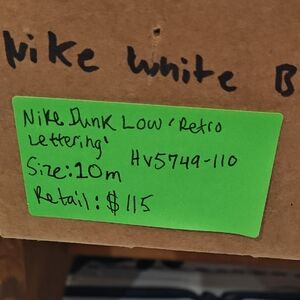 Nike white B
Nike Dunk Low 'Retro
Lettering'
HV5749-110
Size: 10m
Retail: $115